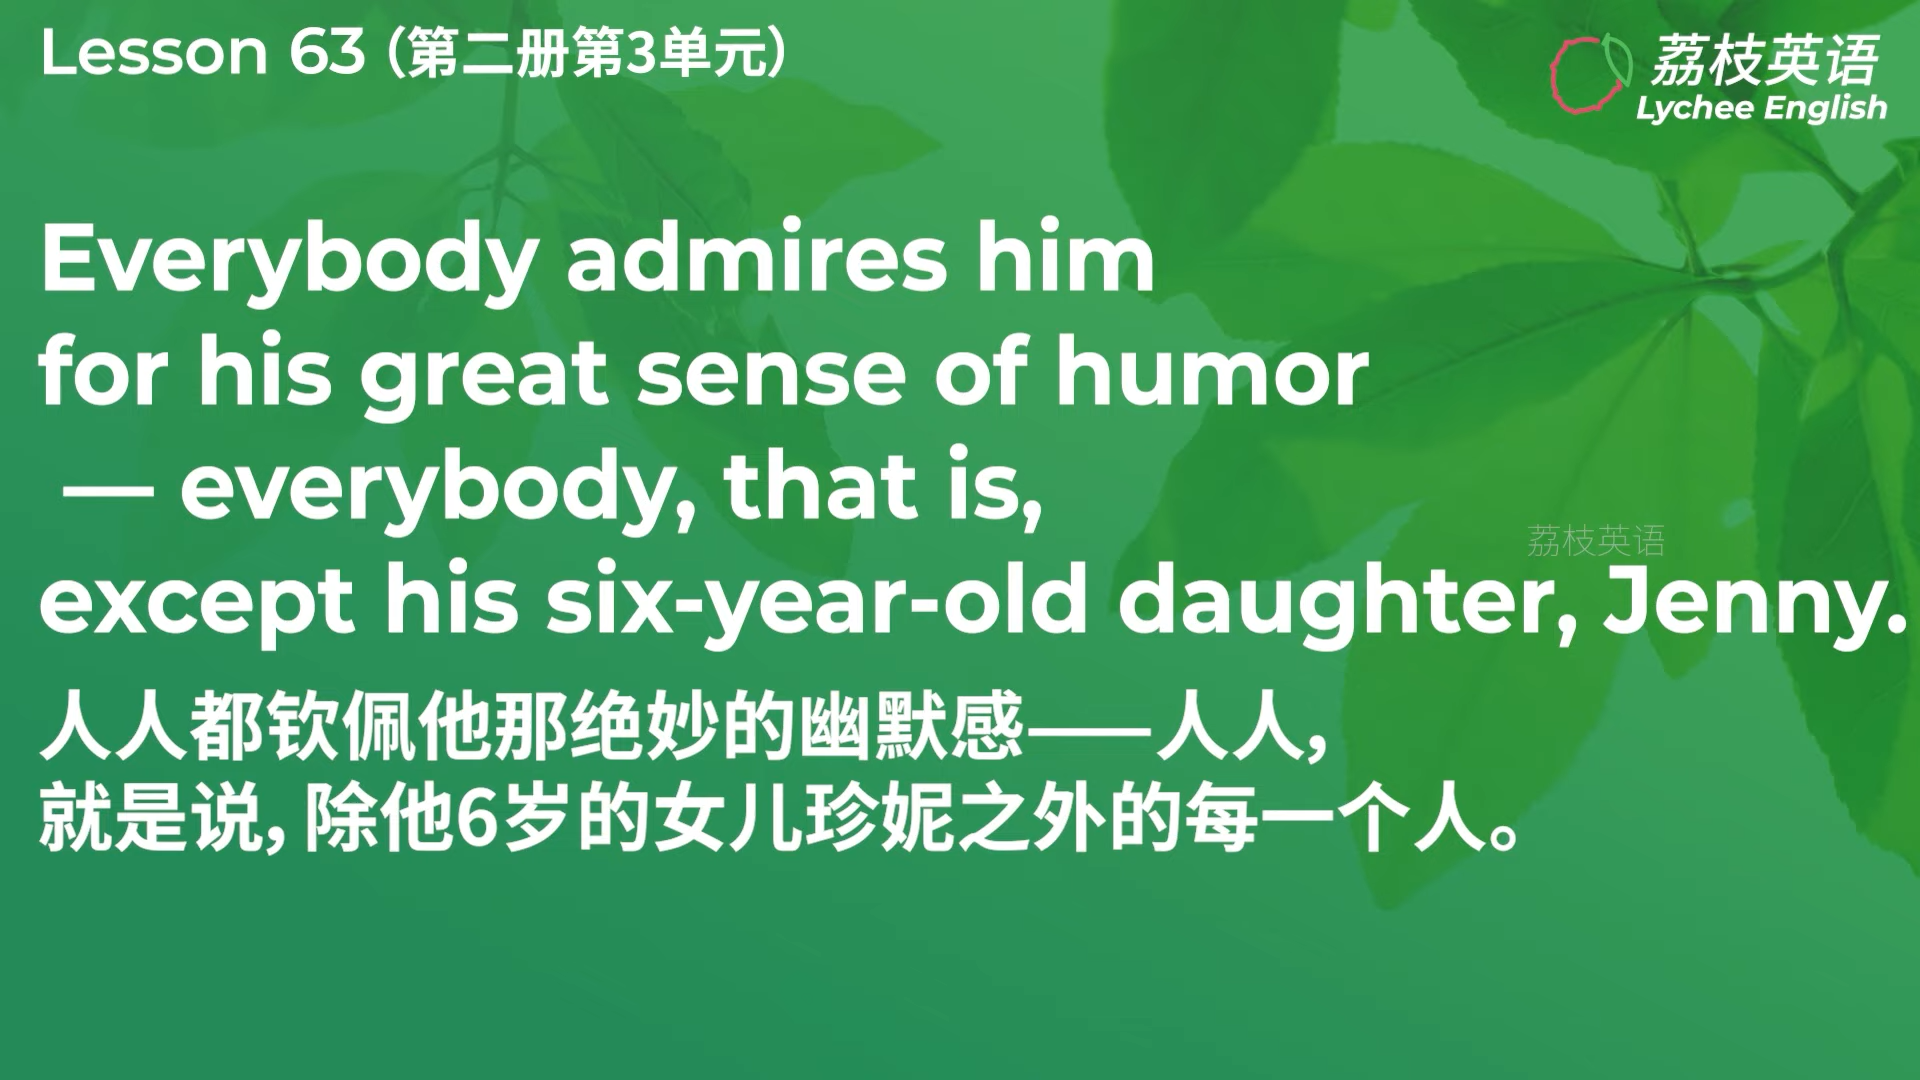 Lesson 63（第二册第3单元）
荔枝英语
Lychee English
Everybody admires him
for his great sense of humor
— everybody, that is,
荔枝英语
except his six-year-old daughter, Jenny.
人人都钦佩他那绝妙的幽默感——人人，
就是说，除他6岁的女儿珍妮之外的每一个人。